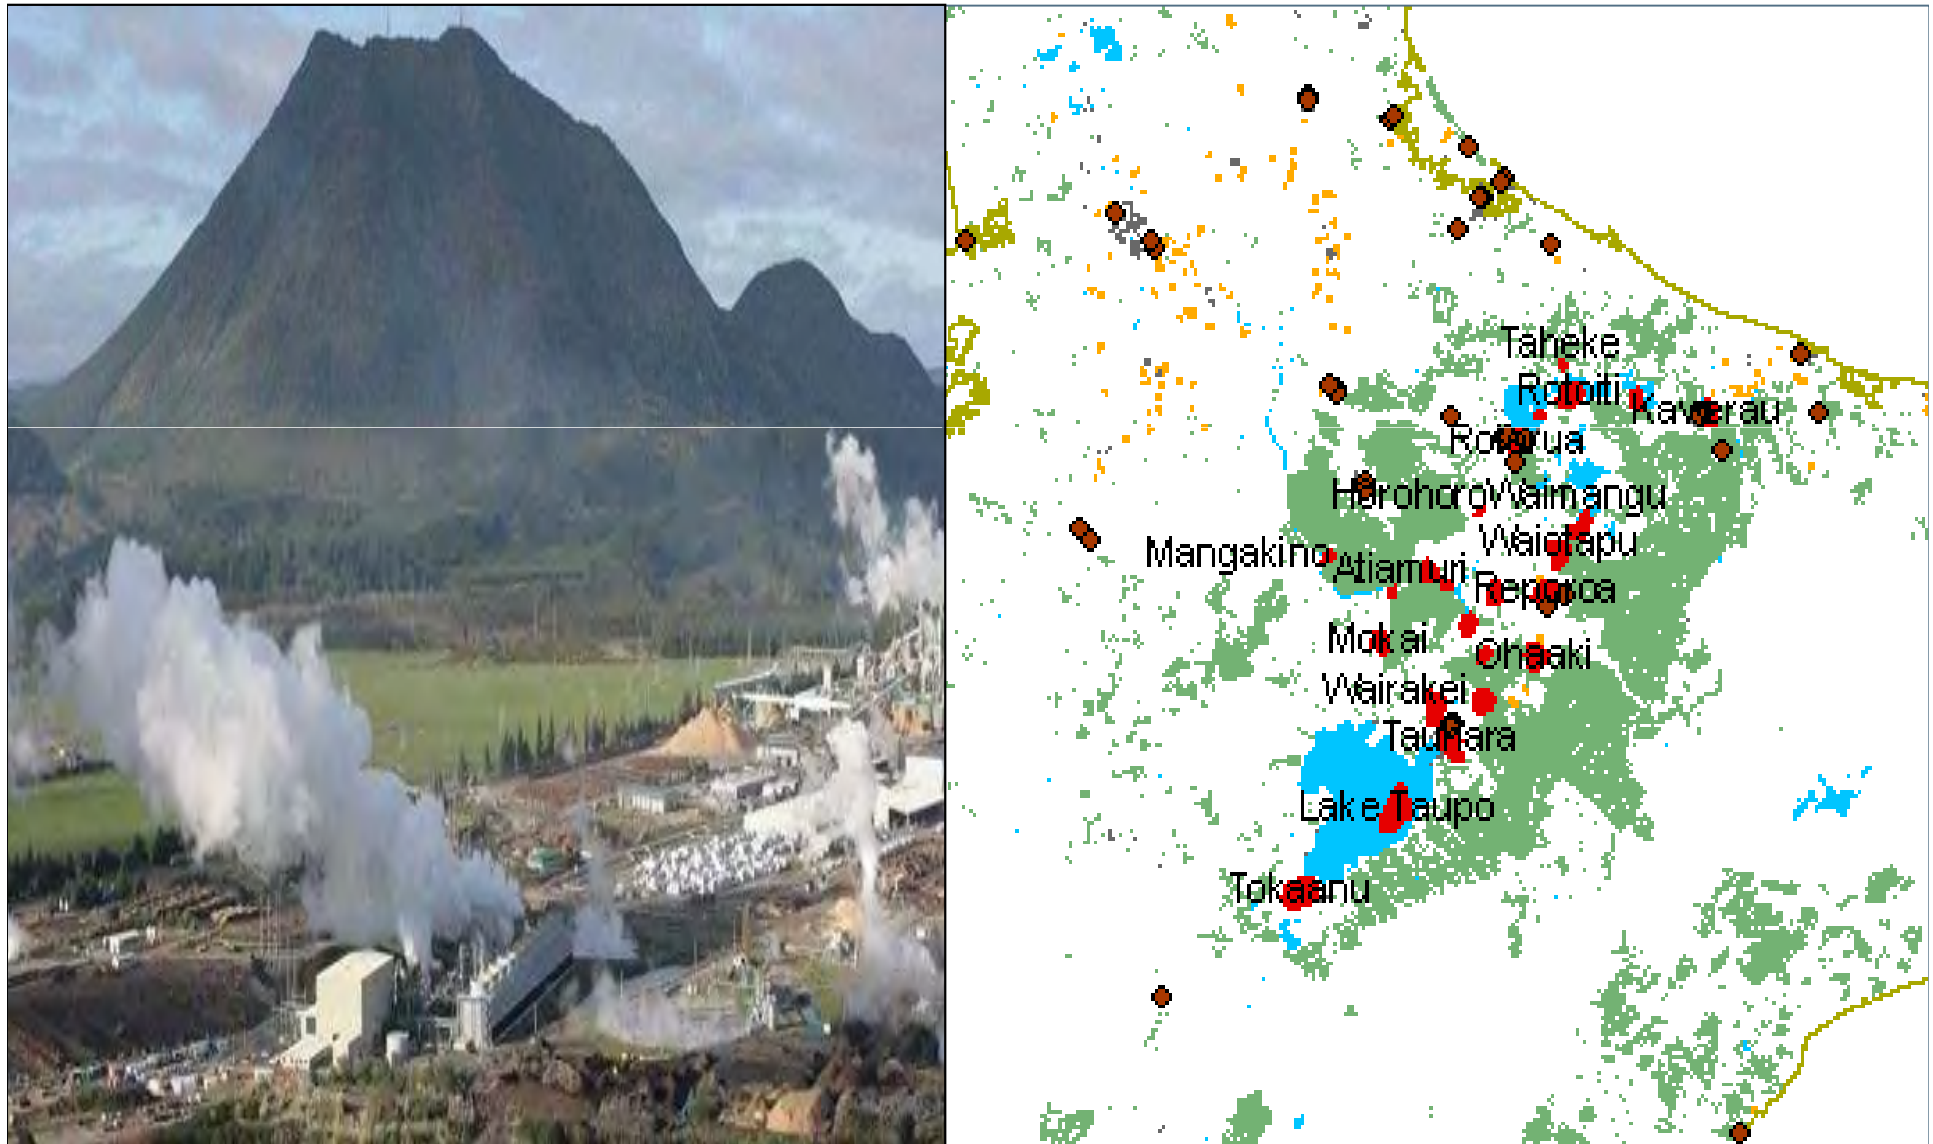 Taheke
Rotoiti
Kawerau
Rotorua
Horohoro
Waimangu
Waiotapu
Mangakino
Atiamuri
Reporoa
Mokai
Ohaaki
Wairakei
Tauhara
Lake Taupo
Tokaanu